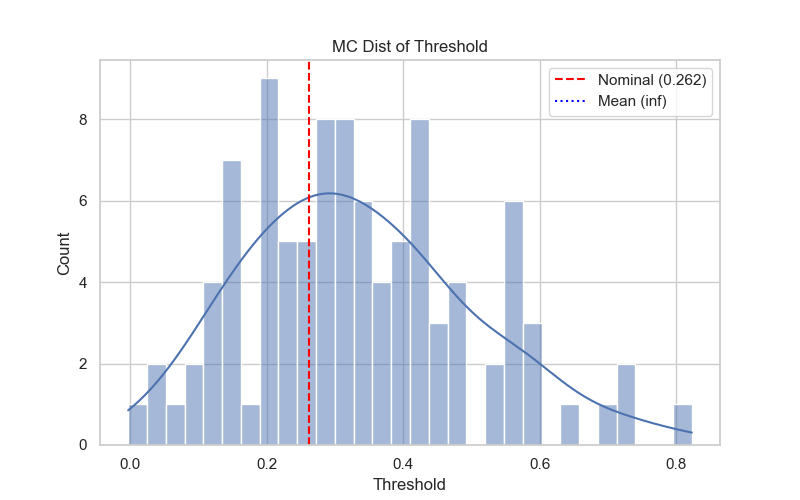 MC Dist of Threshold
Nominal (0.262)
Mean (inf)
Count
8
6
4
2
0
0.0 0.2 0.4 0.6 0.8
Threshold